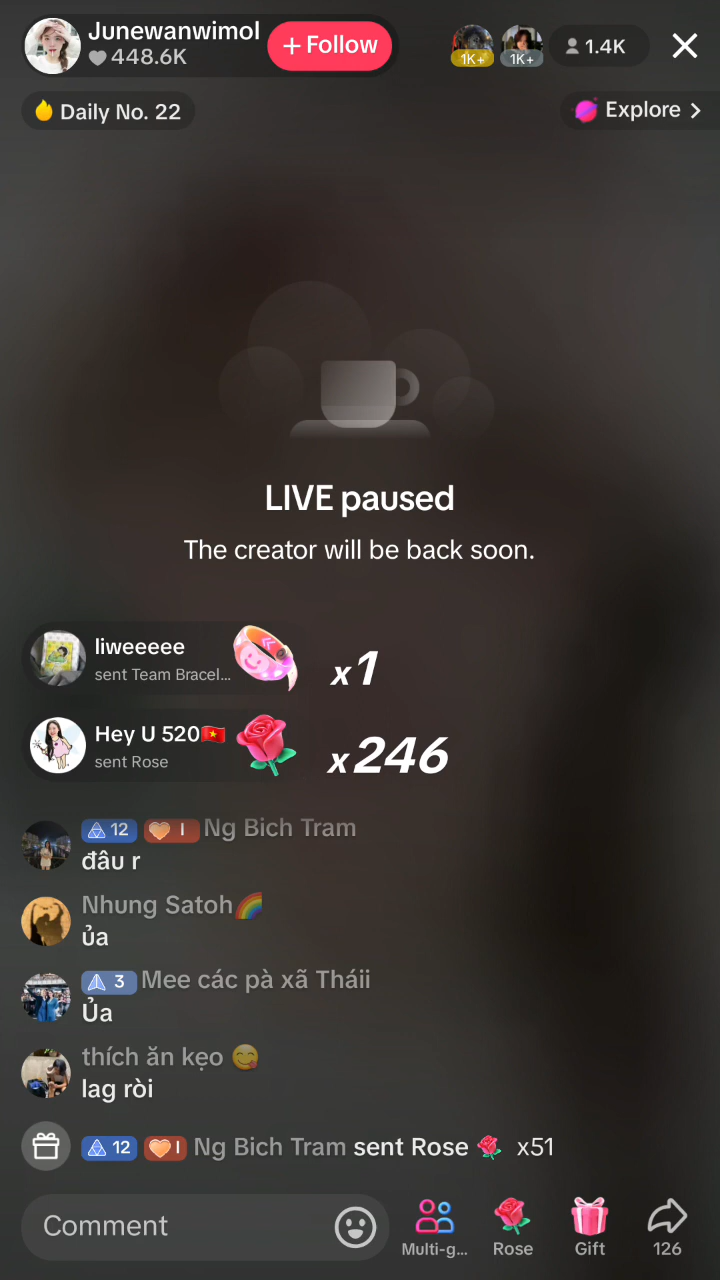 Junewanwimol
448.6K
+ Follow
1K+
1K+
1.4K
Daily No. 22
Explore
LIVE paused
The creator will be back soon.
liweeeee
sent Team Bracel...
x1
Hey U 520🇻🇳
sent Rose
x246
12 I Ng Bich Tram
đâu r
Nhung Satoh🌈
ủa
3 Mee các pà xã Tháii
Ủa
thích ăn kẹo 😋
lag ròi
12 I Ng Bich Tram sent Rose 🌹 x51
Comment
Multi-g...
Rose
Gift
126